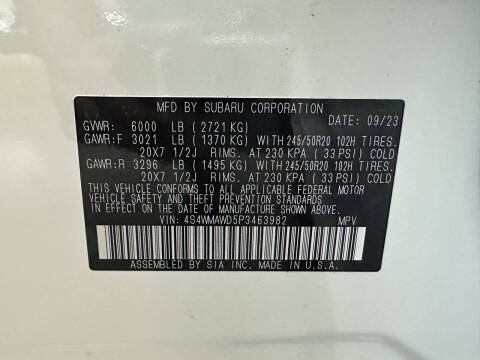 MFD BY SUBARU CORPORATION DATE: 09/23
GVWR: 6000 LB (2721KG)
GAWR:F 3021 LB (1370KG) WITH 245/50R20 102H TIRES.
20X7 1/2J RIMS. AT 230 KPA (33PSI) COLD
GAWR:R 3296 LB (1495KG) WITH 245/50R20 102H TIRES.
20X7 1/2J RIMS. AT 230 KPA (33PSI) COLD
THIS VEHICLE CONFORMS TO ALL APPLICABLE FEDERAL MOTOR
VEHICLE SAFETY AND THEFT PREVENTION STANDARDS
IN EFFECT ON THE DATE OF MANUFACTURE SHOWN ABOVE.
VIN: 4S4WMAWD5P3463982 MPV
ASSEMBLED BY SIA INC. MADE IN U.S.A.